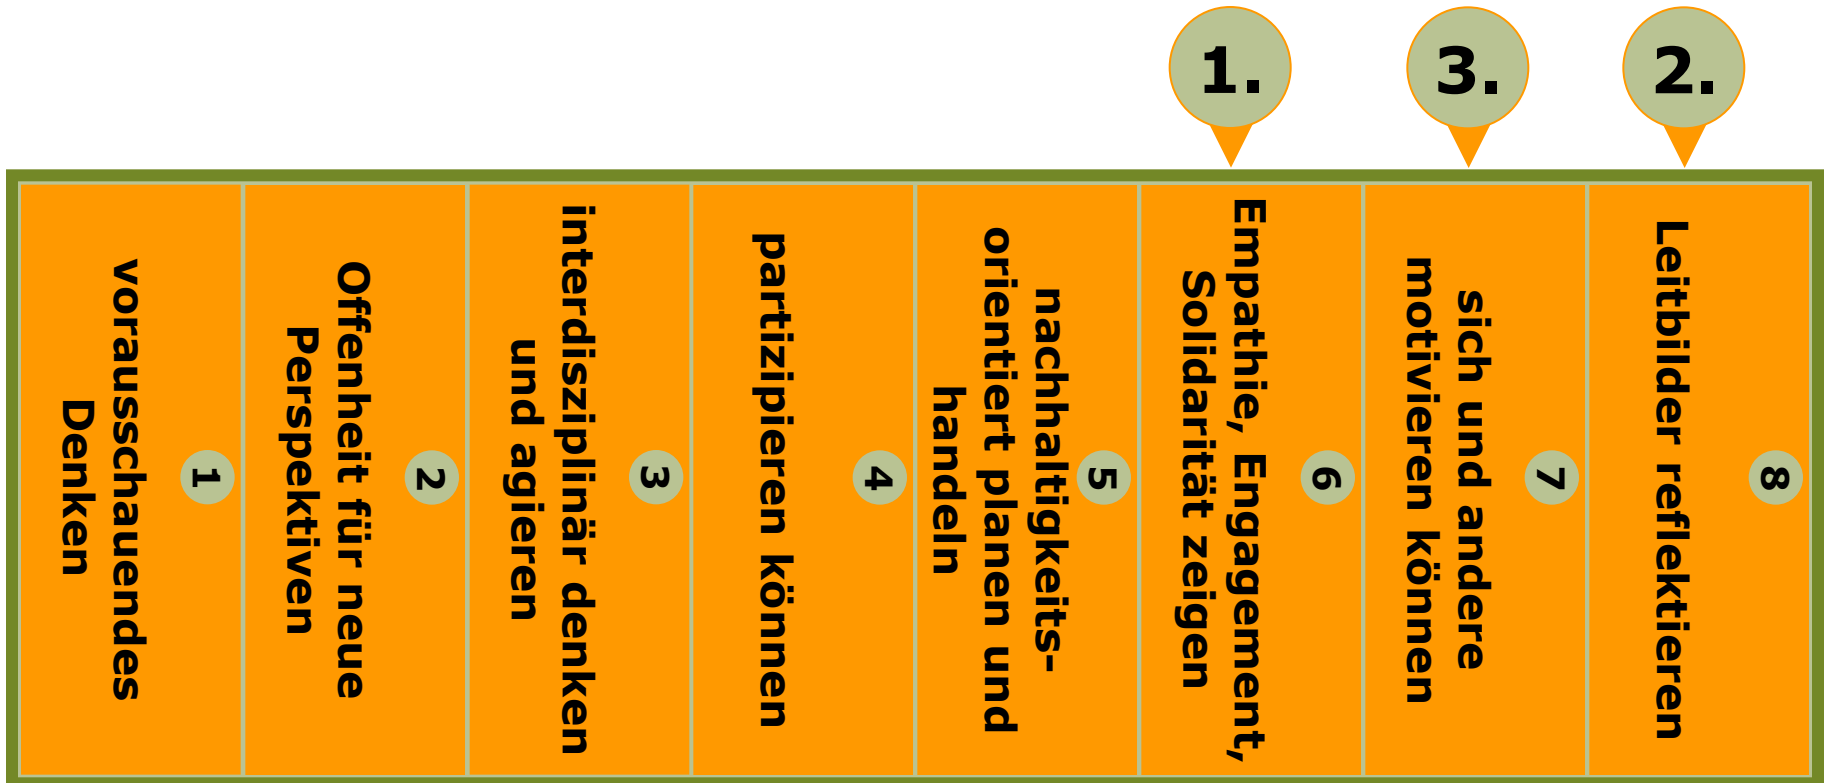 1.
3.
2.
1
vorausschauendes
Denken
2
Offenheit für neue
Perspektiven
3
interdisziplinär denken
und agieren
4
partizipieren können
5
nachhaltigkeits-
orientiert planen und
handeln
6
Empathie, Engagement,
Solidarität zeigen
7
sich und andere
motivieren können
8
Leitbilder reflektieren